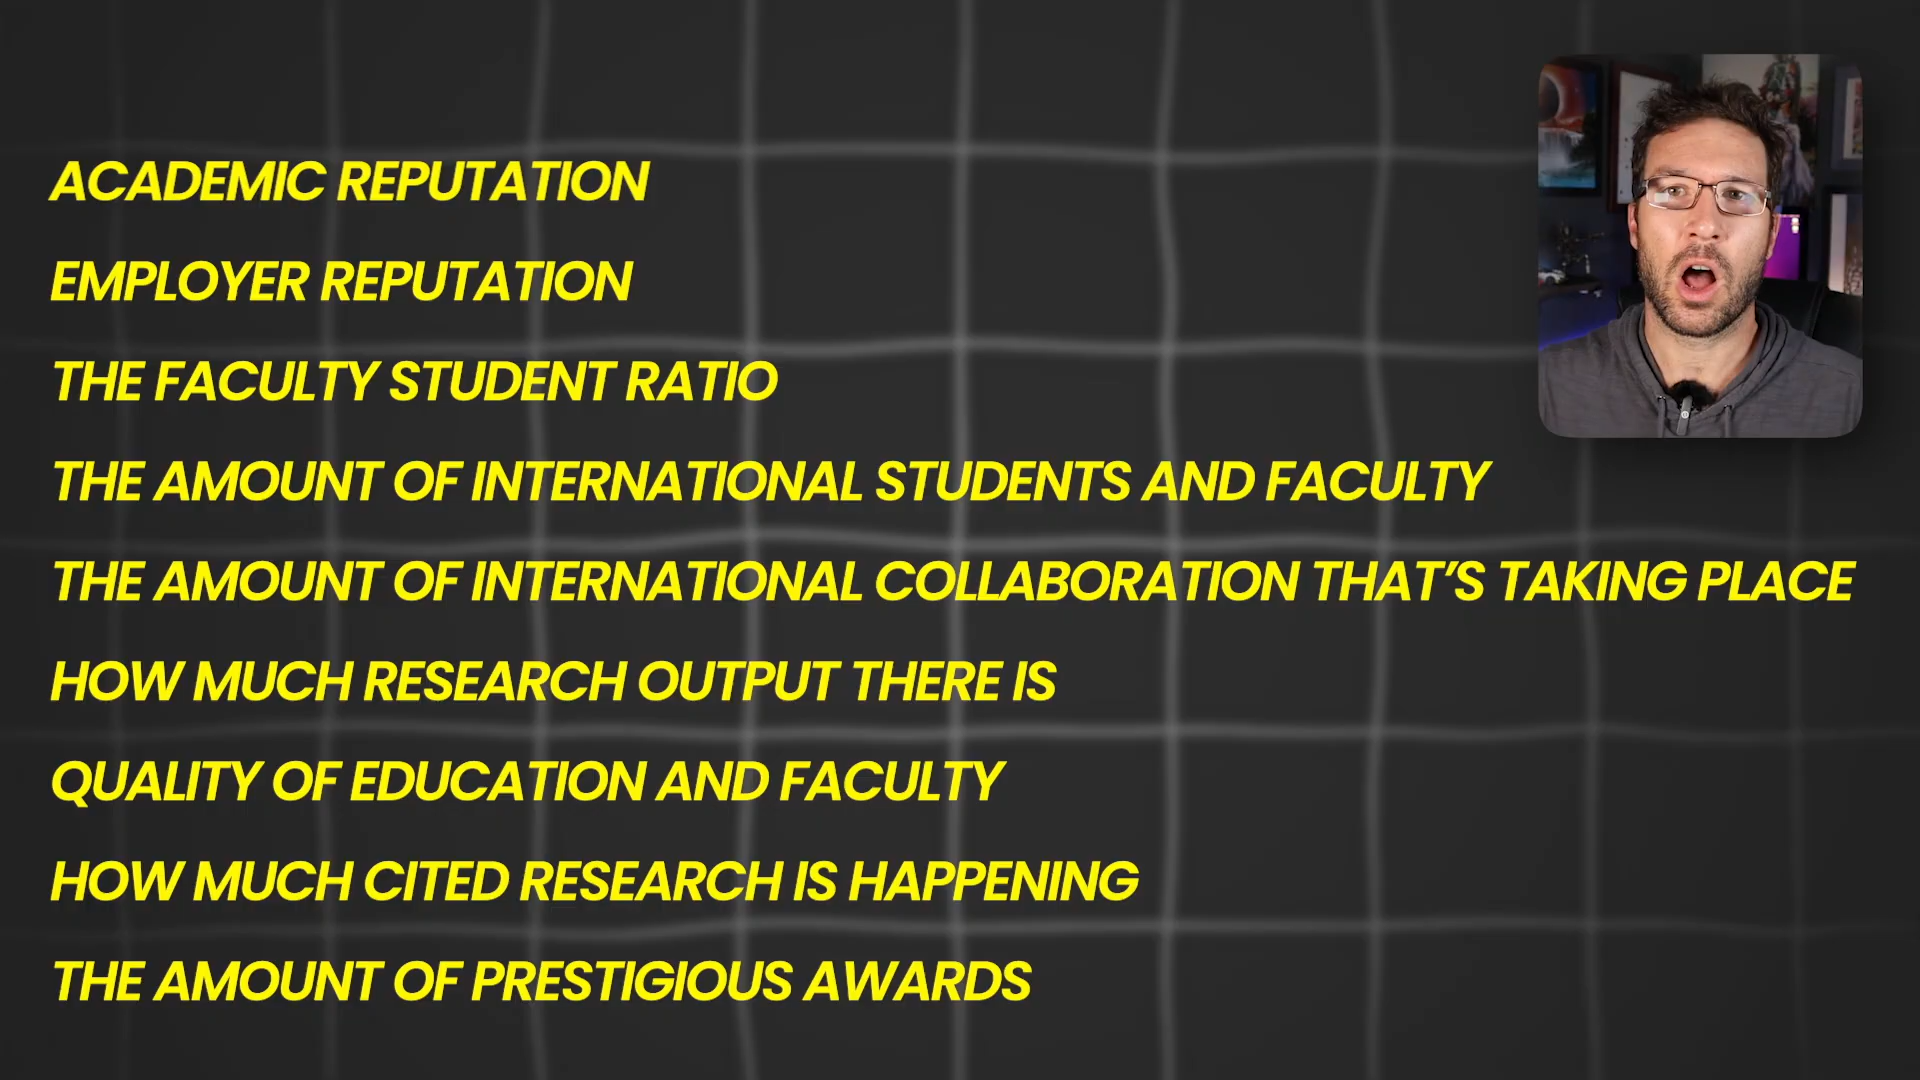 ACADEMIC REPUTATION
EMPLOYER REPUTATION
THE FACULTY STUDENT RATIO
THE AMOUNT OF INTERNATIONAL STUDENTS AND FACULTY
THE AMOUNT OF INTERNATIONAL COLLABORATION THAT’S TAKING PLACE
HOW MUCH RESEARCH OUTPUT THERE IS
QUALITY OF EDUCATION AND FACULTY
HOW MUCH CITED RESEARCH IS HAPPENING
THE AMOUNT OF PRESTIGIOUS AWARDS